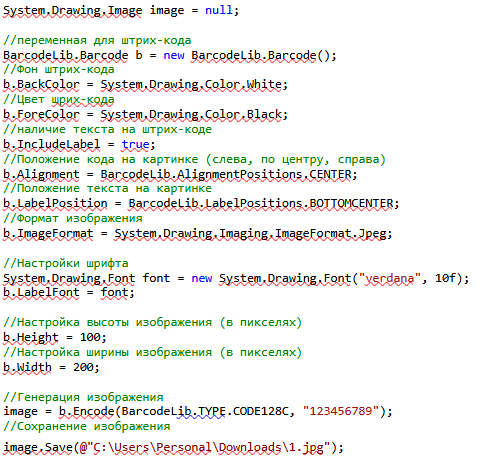 System.Drawing.Image image = null;
//переменная для штрих-кода
BarcodeLib.Barcode b = new BarcodeLib.Barcode();
//Фон штрих-кода
b.BackColor = System.Drawing.Color.White;
//Цвет шрих-кода
b.ForeColor = System.Drawing.Color.Black;
//наличие текста на штрих-коде
b.IncludeLabel = true;
//Положение кода на картинке (слева, по центру, справа)
b.Alignment = BarcodeLib.AlignmentPositions.CENTER;
//Положение текста на картинке
b.LabelPosition = BarcodeLib.LabelPositions.BOTTOMCENTER;
//Формат изображения
b.ImageFormat = System.Drawing.Imaging.ImageFormat.Jpeg;
//Настройки шрифта
System.Drawing.Font font = new System.Drawing.Font("verdana", 10f);
b.LabelFont = font;
//Настройка высоты изображения (в пикселях)
b.Height = 100;
//Настройка ширины изображения (в пикселях)
b.Width = 200;
//Генерация изображения
image = b.Encode(BarcodeLib.TYPE.CODE128C, "123456789");
//Сохранение изображения
image.Save(@"C:\Users\Personal\Downloads\1.jpg");